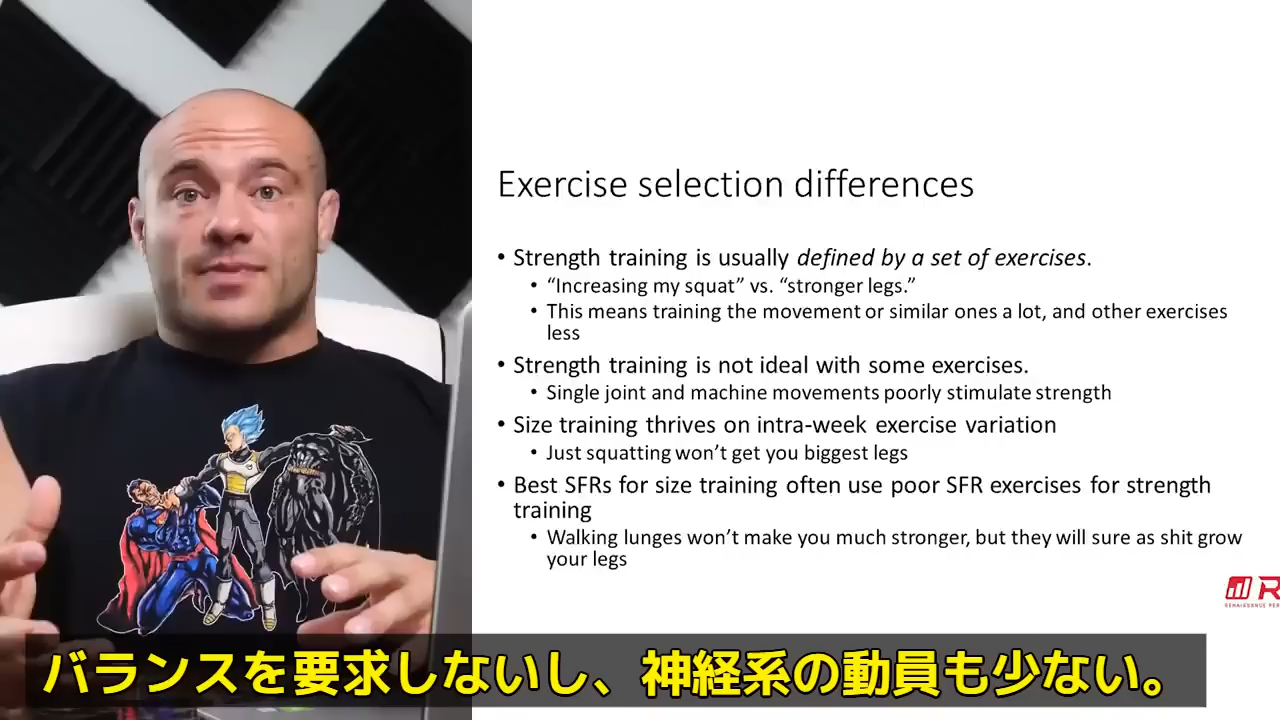 Exercise selection differences
• Strength training is usually defined by a set of exercises.
• “Increasing my squat” vs. “stronger legs.”
• This means training the movement or similar ones a lot, and other exercises
less
• Strength training is not ideal with some exercises.
• Single joint and machine movements poorly stimulate strength
• Size training thrives on intra-week exercise variation
• Just squatting won’t get you biggest legs
• Best SFRs for size training often use poor SFR exercises for strength
training
• Walking lunges won’t make you much stronger, but they will sure as shit grow
your legs
バランスを要求しないし、神経系の動員も少ない。